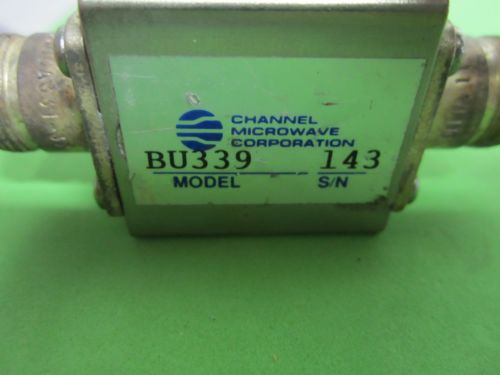 CHANNEL
MICROWAVE
CORPORATION
BU339 143
MODEL S/N